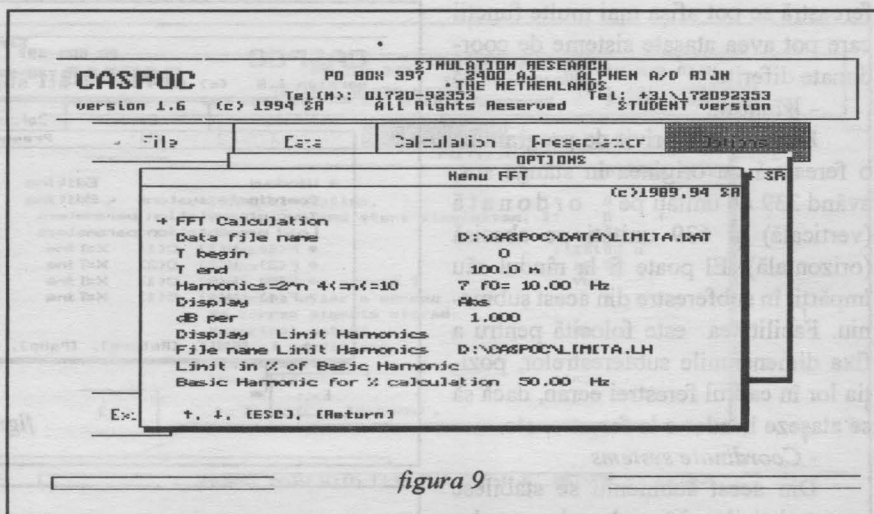 SIMULATION RESEARCH
CASPOC
PO BOX 397 2400 AJ ALPHEN A/D RIJN
THE NETHERLANDS
Version 1.6 (c) 1994 SR
All Rights Reserved
STUDENT version
File Data Calculation Presentation Options
OPTIONS
Menu FFT
(c)1989,94 SR
→ FFT Calculation
Data file name D:\CASPOC\DATA\LIMITA.DAT
T begin 0
T end 100.0 m
Harmonics=2^n 4<=n<=10 7 f0= 10.00 Hz
Display Abs
dB per 1.000
Display Limit Harmonics
File name Limit Harmonics D:\CASPOC\LIMITA.LH
Limit in % of Basic Harmonic
Basic Harmonic for % calculation 50.00 Hz
↑, ↓, [ESC], [Return]
figura 9